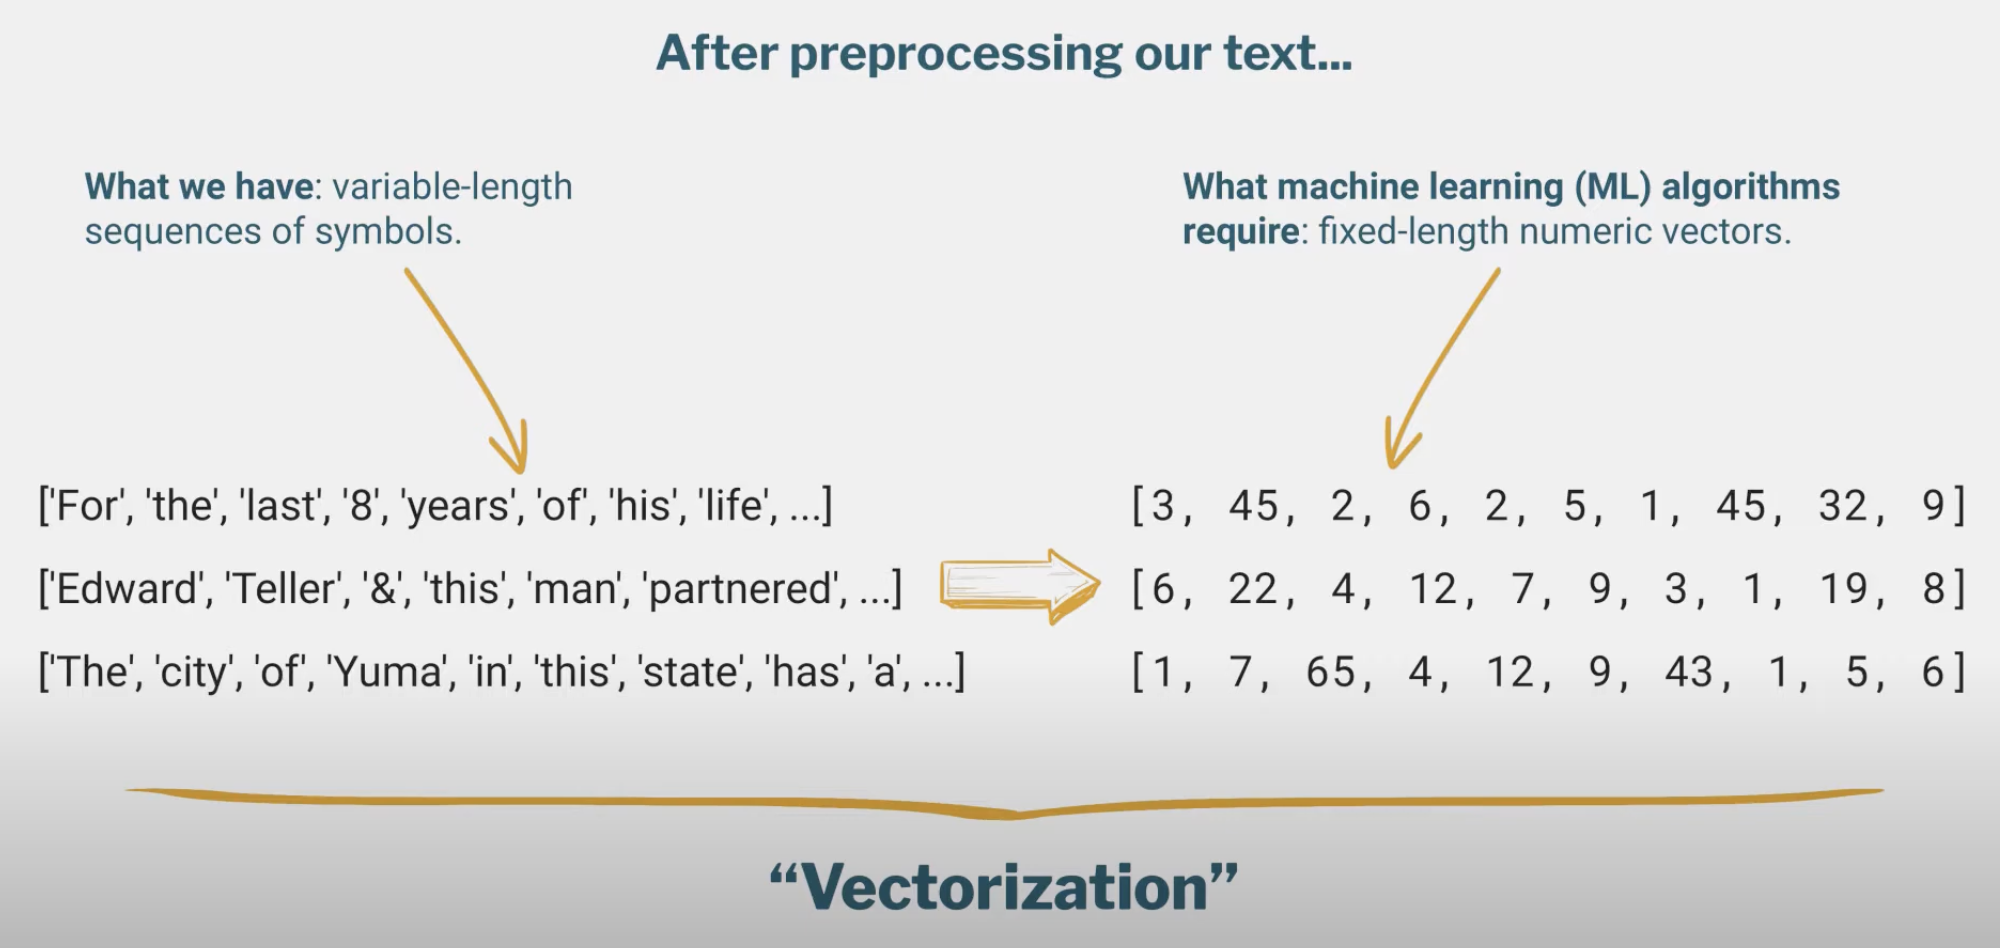 After preprocessing our text...
What we have: variable-length
sequences of symbols.
What machine learning (ML) algorithms
require: fixed-length numeric vectors.
['For', 'the', 'last', '8', 'years', 'of', 'his', 'life', ...]
['Edward', 'Teller', '&', 'this', 'man', 'partnered', ...]
['The', 'city', 'of', 'Yuma', 'in', 'this', 'state', 'has', 'a', ...]
[3, 45, 2, 6, 2, 5, 1, 45, 32, 9]
[6, 22, 4, 12, 7, 9, 3, 1, 19, 8]
[1, 7, 65, 4, 12, 9, 43, 1, 5, 6]
“Vectorization”